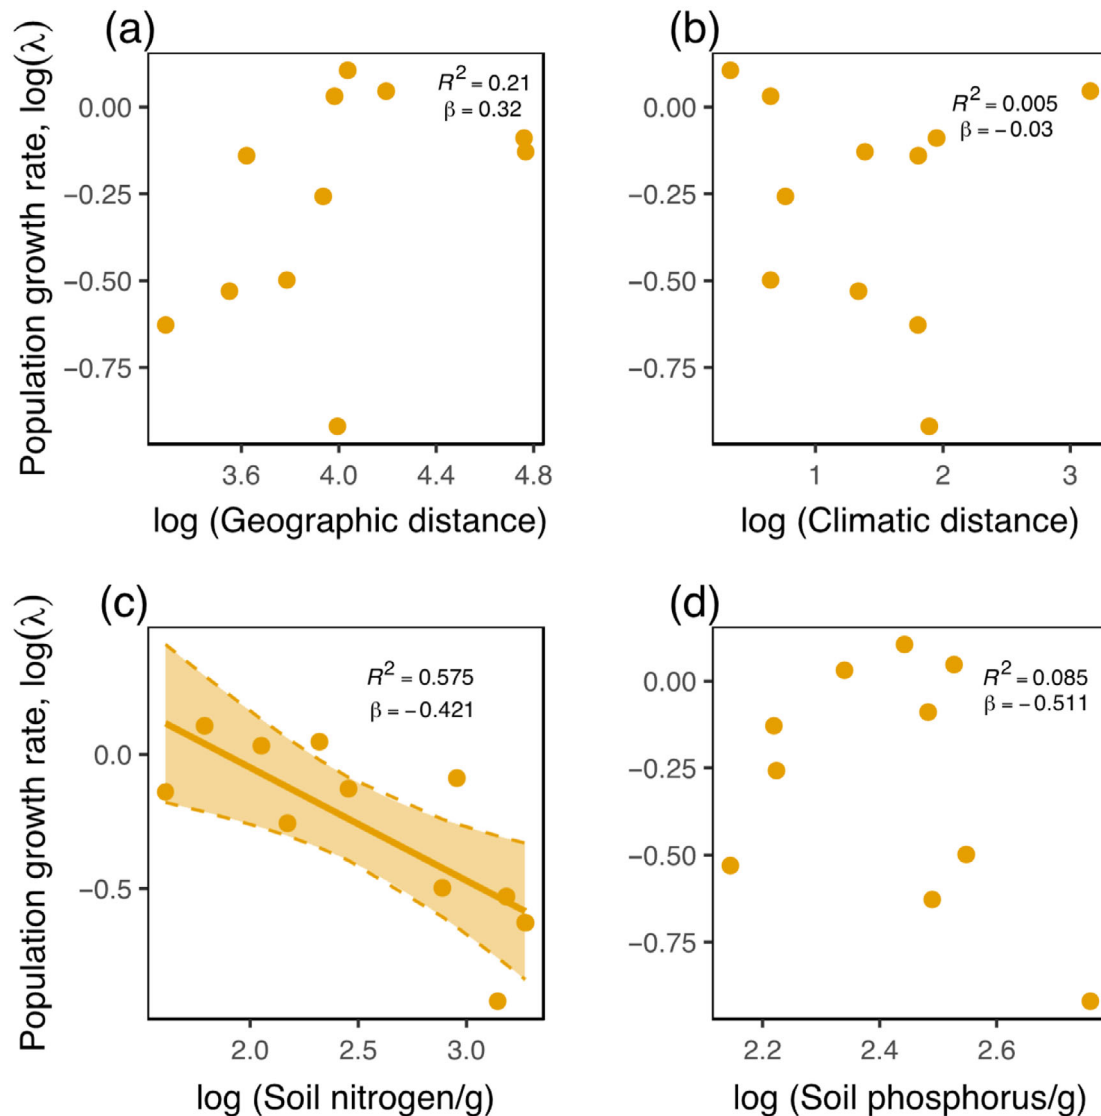 (a)
Population growth rate, log(λ)
0.00
−0.25
−0.50
−0.75
R² = 0.21
β = 0.32
3.6 4.0 4.4 4.8
log (Geographic distance)
(b)
0.00
−0.25
−0.50
−0.75
R² = 0.005
β = −0.03
1 2 3
log (Climatic distance)
(c)
Population growth rate, log(λ)
0.0
−0.5
R² = 0.575
β = −0.421
2.0 2.5 3.0
log (Soil nitrogen/g)
(d)
0.00
−0.25
−0.50
−0.75
R² = 0.085
β = −0.511
2.2 2.4 2.6
log (Soil phosphorus/g)